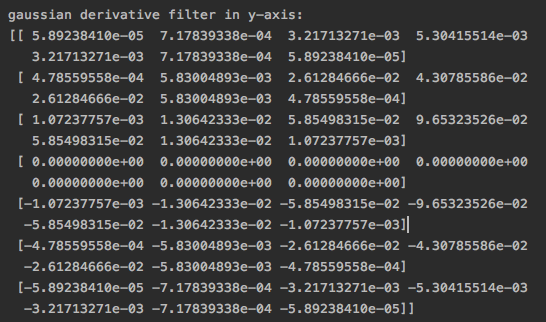 gaussian derivative filter in y-axis:
[[ 5.89238410e-05 7.17839338e-04 3.21713271e-03 5.30415514e-03
3.21713271e-03 7.17839338e-04 5.89238410e-05]
[ 4.78559558e-04 5.83004893e-03 2.61284666e-02 4.30785586e-02
2.61284666e-02 5.83004893e-03 4.78559558e-04]
[ 1.07237757e-03 1.30642333e-02 5.85498315e-02 9.65323526e-02
5.85498315e-02 1.30642333e-02 1.07237757e-03]
[ 0.00000000e+00 0.00000000e+00 0.00000000e+00 0.00000000e+00
0.00000000e+00 0.00000000e+00 0.00000000e+00]
[-1.07237757e-03 -1.30642333e-02 -5.85498315e-02 -9.65323526e-02
-5.85498315e-02 -1.30642333e-02 -1.07237757e-03]
[-4.78559558e-04 -5.83004893e-03 -2.61284666e-02 -4.30785586e-02
-2.61284666e-02 -5.83004893e-03 -4.78559558e-04]
[-5.89238410e-05 -7.17839338e-04 -3.21713271e-03 -5.30415514e-03
-3.21713271e-03 -7.17839338e-04 -5.89238410e-05]]